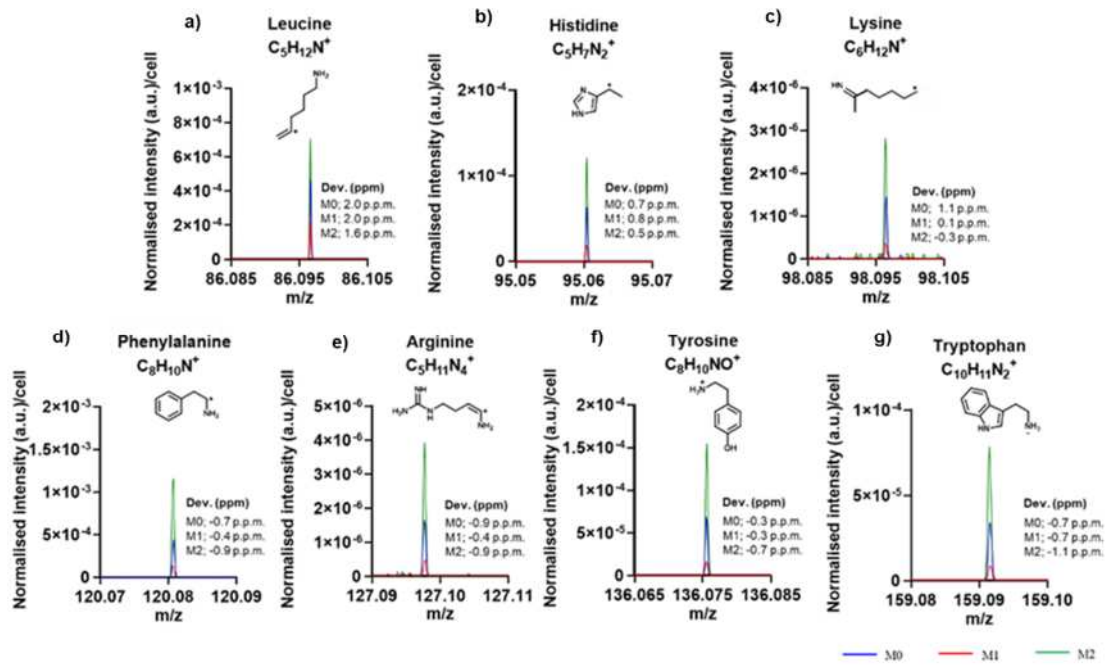 a)
Leucine
C₅H₁₂N⁺
Normalised intensity (a.u.)/cell
1×10⁻³
8×10⁻⁴
6×10⁻⁴
4×10⁻⁴
2×10⁻⁴
0
NH₂
Dev. (ppm)
M0; 2.0 p.p.m.
M1; 2.0 p.p.m.
M2; 1.6 p.p.m.
86.085 86.095 86.105
m/z
b)
Histidine
C₅H₇N₂⁺
Normalised intensity (a.u.)/cell
2×10⁻⁴
1×10⁻⁴
0
N
HN
Dev. (ppm)
M0; 0.7 p.p.m.
M1; 0.8 p.p.m.
M2; 0.5 p.p.m.
95.05 95.06 95.07
m/z
c)
Lysine
C₆H₁₂N⁺
Normalised intensity (a.u.)/cell
4×10⁻⁶
3×10⁻⁶
2×10⁻⁶
1×10⁻⁶
0
HN
Dev. (ppm)
M0; 1.1 p.p.m.
M1; 0.1 p.p.m.
M2; -0.3 p.p.m.
98.085 98.095 98.105
m/z
d)
Phenylalanine
C₈H₁₀N⁺
Normalised intensity (a.u.)/cell
2×10⁻³
2×10⁻³
1×10⁻³
5×10⁻⁴
0
NH₂
Dev. (ppm)
M0; -0.7 p.p.m.
M1; -0.4 p.p.m.
M2; -0.9 p.p.m.
120.07 120.08 120.09
m/z
e)
Arginine
C₅H₁₁N₄⁺
Normalised intensity (a.u.)/cell
5×10⁻⁶
4×10⁻⁶
3×10⁻⁶
2×10⁻⁶
1×10⁻⁶
0
NH
H₂N
N
H
NH₂
Dev. (ppm)
M0; -0.9 p.p.m.
M1; -0.4 p.p.m.
M2; -0.9 p.p.m.
127.09 127.10 127.11
m/z
f)
Tyrosine
C₈H₁₀NO⁺
Normalised intensity (a.u.)/cell
2×10⁻⁴
1.5×10⁻⁴
1×10⁻⁴
5×10⁻⁵
0
H₂N
OH
Dev. (ppm)
M0; -0.3 p.p.m.
M1; -0.3 p.p.m.
M2; -0.7 p.p.m.
136.065 136.075 136.085
m/z
g)
Tryptophan
C₁₀H₁₁N₂⁺
Normalised intensity (a.u.)/cell
1×10⁻⁴
5×10⁻⁵
0
NH
Dev. (ppm)
M0; -0.7 p.p.m.
M1; -0.7 p.p.m.
M2; -1.1 p.p.m.
159.08 159.09 159.10
m/z
M0 M1 M2